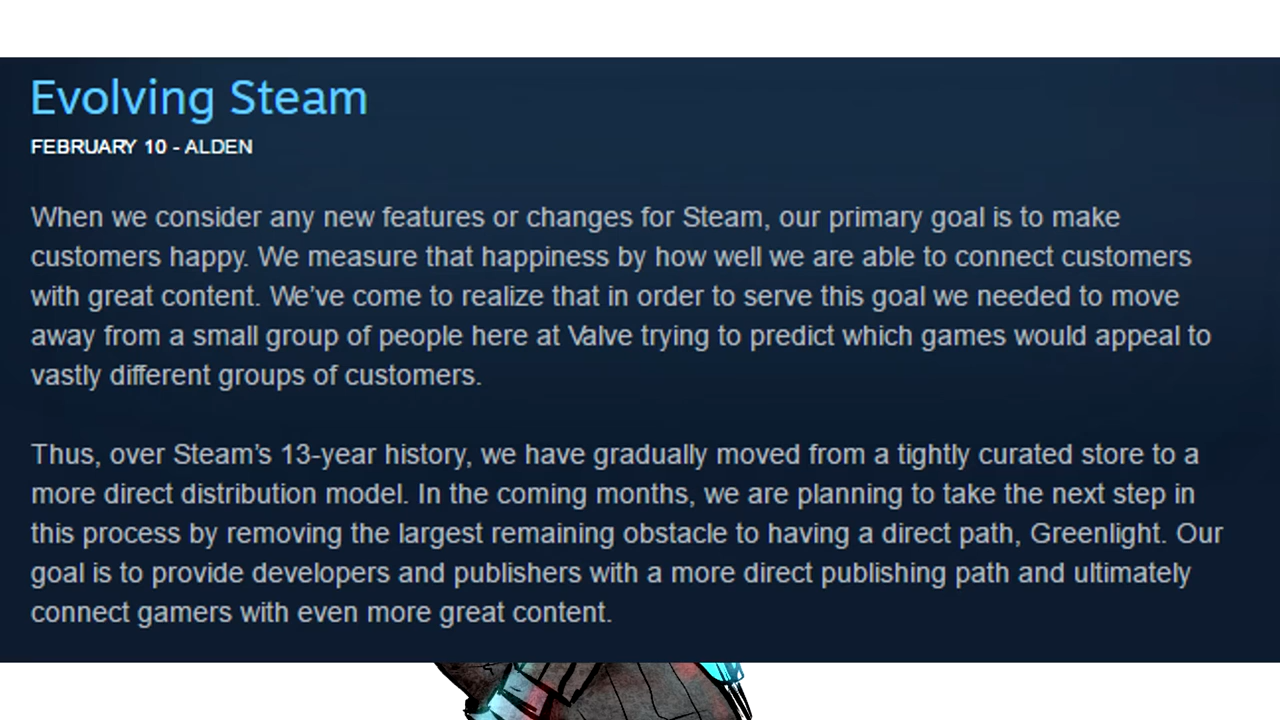 Evolving Steam
FEBRUARY 10 - ALDEN
When we consider any new features or changes for Steam, our primary goal is to make
customers happy. We measure that happiness by how well we are able to connect customers
with great content. We've come to realize that in order to serve this goal we needed to move
away from a small group of people here at Valve trying to predict which games would appeal to
vastly different groups of customers.
Thus, over Steam's 13-year history, we have gradually moved from a tightly curated store to a
more direct distribution model. In the coming months, we are planning to take the next step in
this process by removing the largest remaining obstacle to having a direct path, Greenlight. Our
goal is to provide developers and publishers with a more direct publishing path and ultimately
connect gamers with even more great content.